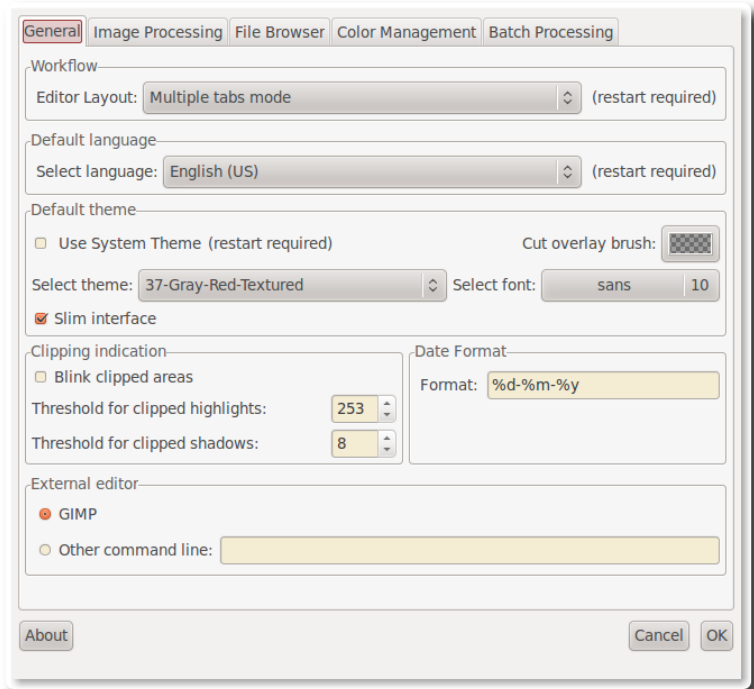 General Image Processing File Browser Color Management Batch Processing
Workflow
Editor Layout: Multiple tabs mode (restart required)
Default language
Select language: English (US) (restart required)
Default theme
Use System Theme (restart required) Cut overlay brush:
Select theme: 37-Gray-Red-Textured Select font: sans 10
Slim interface
Clipping indication Date Format
Blink clipped areas
Format: %d-%m-%y
Threshold for clipped highlights: 253
Threshold for clipped shadows: 8
External editor
GIMP
Other command line:
About Cancel OK